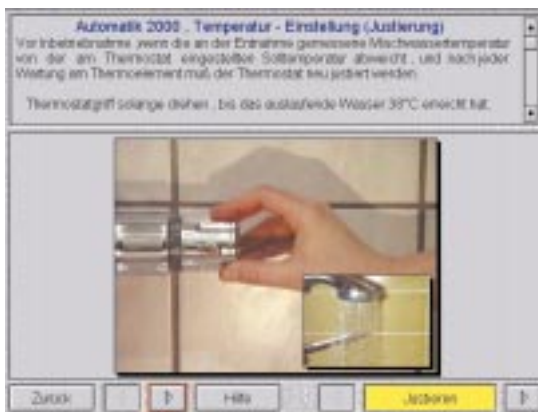 Automatik 2000 . Temperatur - Einstellung (Justierung)
Vor Inbetriebnahme ,wenn die an der Entnahme gemessene Mischwassertemperatur
von der am Thermostat eingestellten Solltemperatur abweicht , und nach jeder
Wartung am Thermoelement muß der Thermostat neu justiert werden.
Thermostatgriff solange drehen , bis das auslaufende Wasser 38°C erreicht hat.
Zurück
Hilfe
Justieren